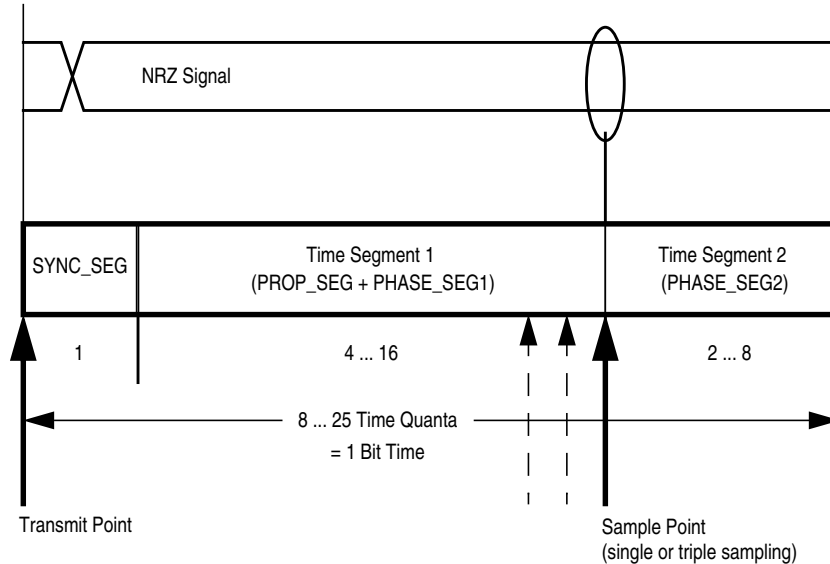 NRZ Signal
SYNC_SEG
Time Segment 1
(PROP_SEG + PHASE_SEG1)
Time Segment 2
(PHASE_SEG2)
1
4 ... 16
2 ... 8
8 ... 25 Time Quanta
= 1 Bit Time
Transmit Point
Sample Point
(single or triple sampling)